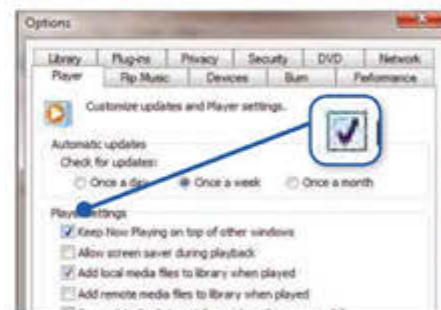 Options
Library Plug-ins Privacy Security DVD Network
Player Rip Music Devices Burn Performance
Customize updates and Player settings.
Automatic updates
Check for updates:
Once a day Once a week Once a month
Player settings
Keep Now Playing on top of other windows
Allow screen saver during playback
Add local media files to library when played
Add remote media files to library when played